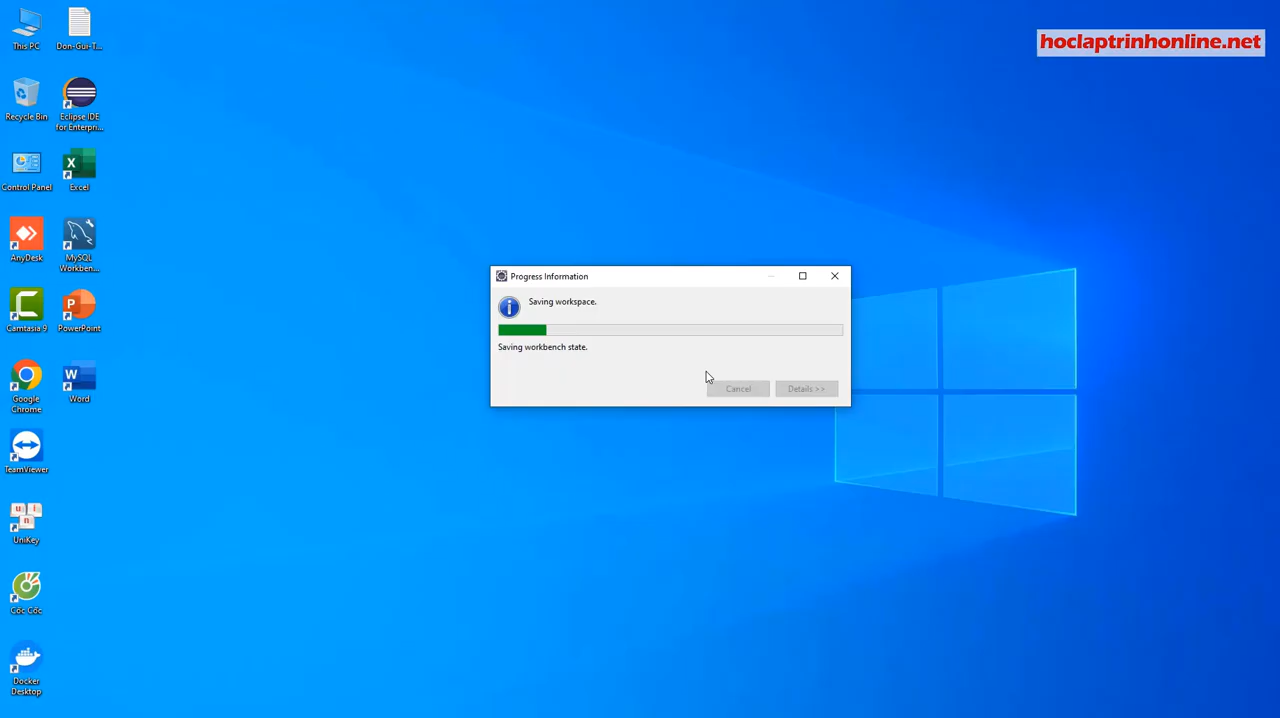 hoclaptrinhonline.net
This PC
Don-Gui-T...
Recycle Bin
Eclipse IDE
for Enterpri...
Control Panel
Excel
AnyDesk
MySQL
Workben...
Camtasia 9
PowerPoint
Google
Chrome
Word
TeamViewer
UniKey
Cốc Cốc
Docker
Desktop
Progress Information
Saving workspace.
Saving workbench state.
Cancel
Details >>